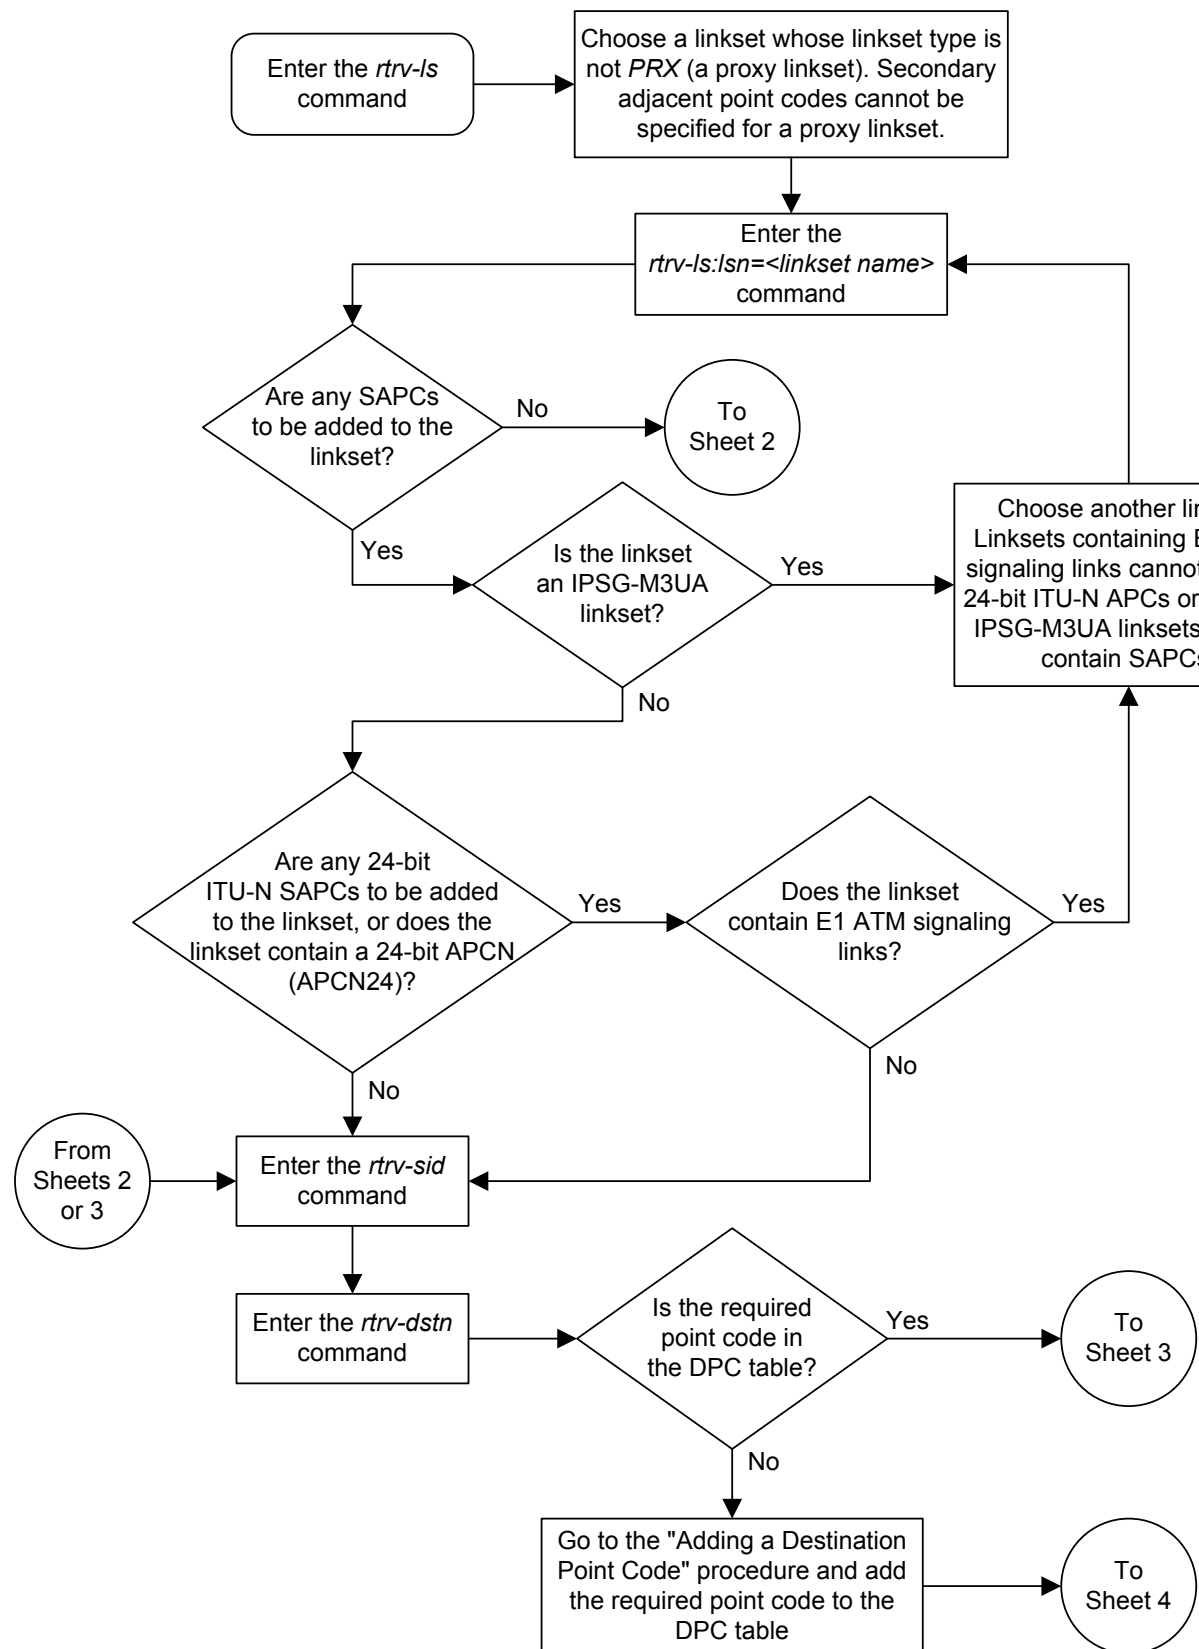 Enter the rtrv-ls
command
Choose a linkset whose linkset type is
not PRX (a proxy linkset). Secondary
adjacent point codes cannot be
specified for a proxy linkset.
Enter the
rtrv-ls:lsn=<linkset name>
command
Are any SAPCs
to be added to the
linkset?
No
To
Sheet 2
Yes
Is the linkset
an IPSG-M3UA
linkset?
Yes
Choose another
Linksets containing
signaling links
24-bit ITU-N APCs or
IPSG-M3UA linksets
contain
No
Are any 24-bit
ITU-N SAPCs to be added
to the linkset, or does the
linkset contain a 24-bit APCN
(APCN24)?
Yes
Does the linkset
contain E1 ATM signaling
links?
Yes
No
No
From
Sheets 2
or 3
Enter the rtrv-sid
command
Enter the rtrv-dstn
command
Is the required
point code in
the DPC table?
Yes
To
Sheet 3
No
Go to the "Adding a Destination
Point Code" procedure and add
the required point code to the
DPC table
To
Sheet 4